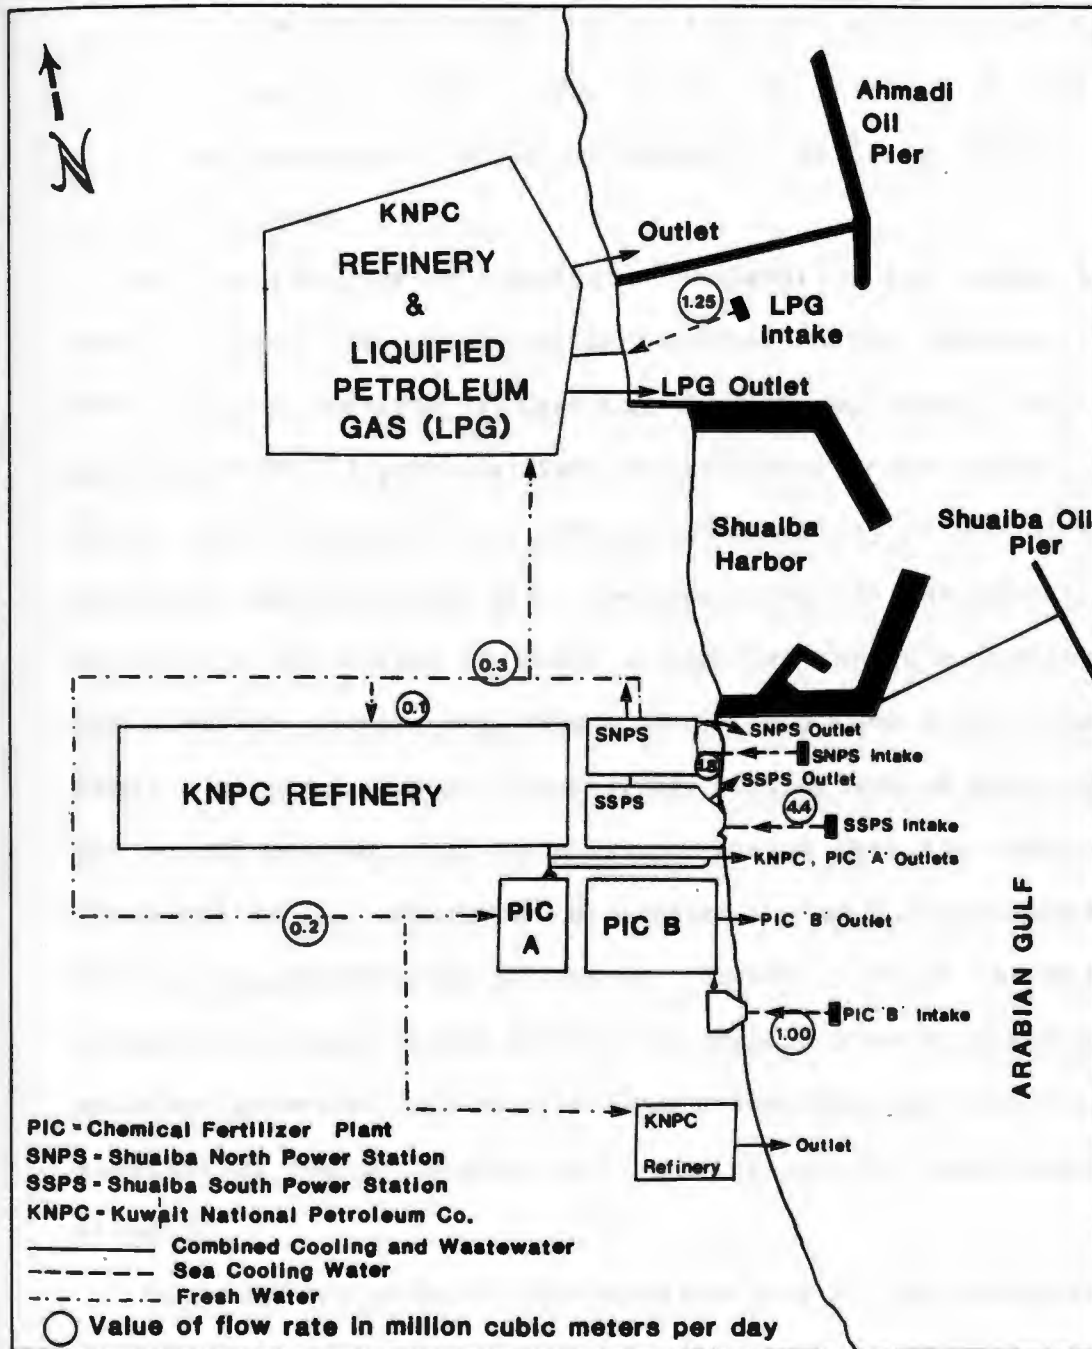 N
Ahmadi
Oil
Pier
KNPC
REFINERY
&
LIQUIFIED
PETROLEUM
GAS (LPG)
Outlet
1.25
LPG
intake
LPG Outlet
Shuaiba
Harbor
Shuaiba Oil
Pier
0.3
0.1
SNPS
SNPS Outlet
SNPS Intake
KNPC REFINERY
SSPS
SSPS Outlet
4.4
SSPS Intake
KNPC, PIC 'A' Outlets
0.2
PIC
A
PIC B
PIC 'B' Outlet
PIC 'B' Intake
1.00
ARABIAN GULF
KNPC
Refinery
Outlet
PIC = Chemical Fertilizer Plant
SNPS = Shuaiba North Power Station
SSPS = Shuaiba South Power Station
KNPC = Kuwait National Petroleum Co.
Combined Cooling and Wastewater
Sea Cooling Water
Fresh Water
Value of flow rate in million cubic meters per day